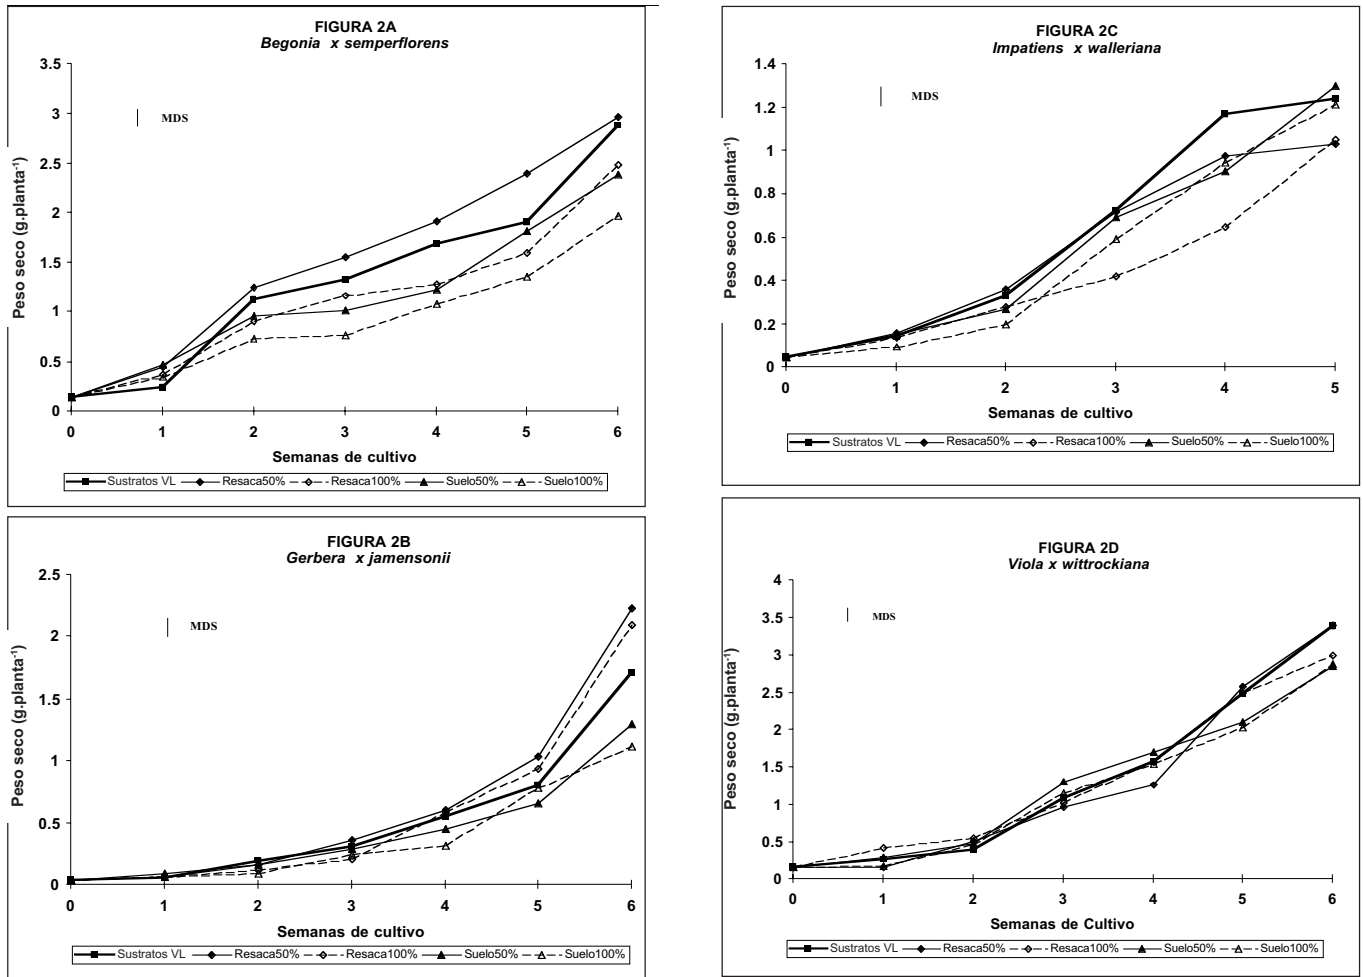 FIGURA 2A
Begonia x semperflorens
3.5
3
2.5
2
1.5
1
0.5
0
MDS
Peso seco (g.planta-1)
0 1 2 3 4 5 6
Semanas de cultivo
Sustratos VL Resaca50% Resaca100% Suelo50% Suelo100%
FIGURA 2B
Gerbera x jamensonii
2.5
2
1.5
1
0.5
0
MDS
Peso seco (g.planta-1)
0 1 2 3 4 5 6
Semanas de cultivo
Sustratos VL Resaca50% Resaca100% Suelo50% Suelo100%
FIGURA 2C
Impatiens x walleriana
1.4
1.2
1
0.8
0.6
0.4
0.2
0
MDS
Peso seco (g.planta-1)
0 1 2 3 4 5
Semanas de cultivo
Sustratos VL Resaca50% Resaca100% Suelo50% Suelo100%
FIGURA 2D
Viola x wittrockiana
4
3.5
3
2.5
2
1.5
1
0.5
0
MDS
Peso seco (g.planta-1)
0 1 2 3 4 5 6
Semanas de Cultivo
Sustratos VL Resaca50% Resaca100% Suelo50% Suelo100%